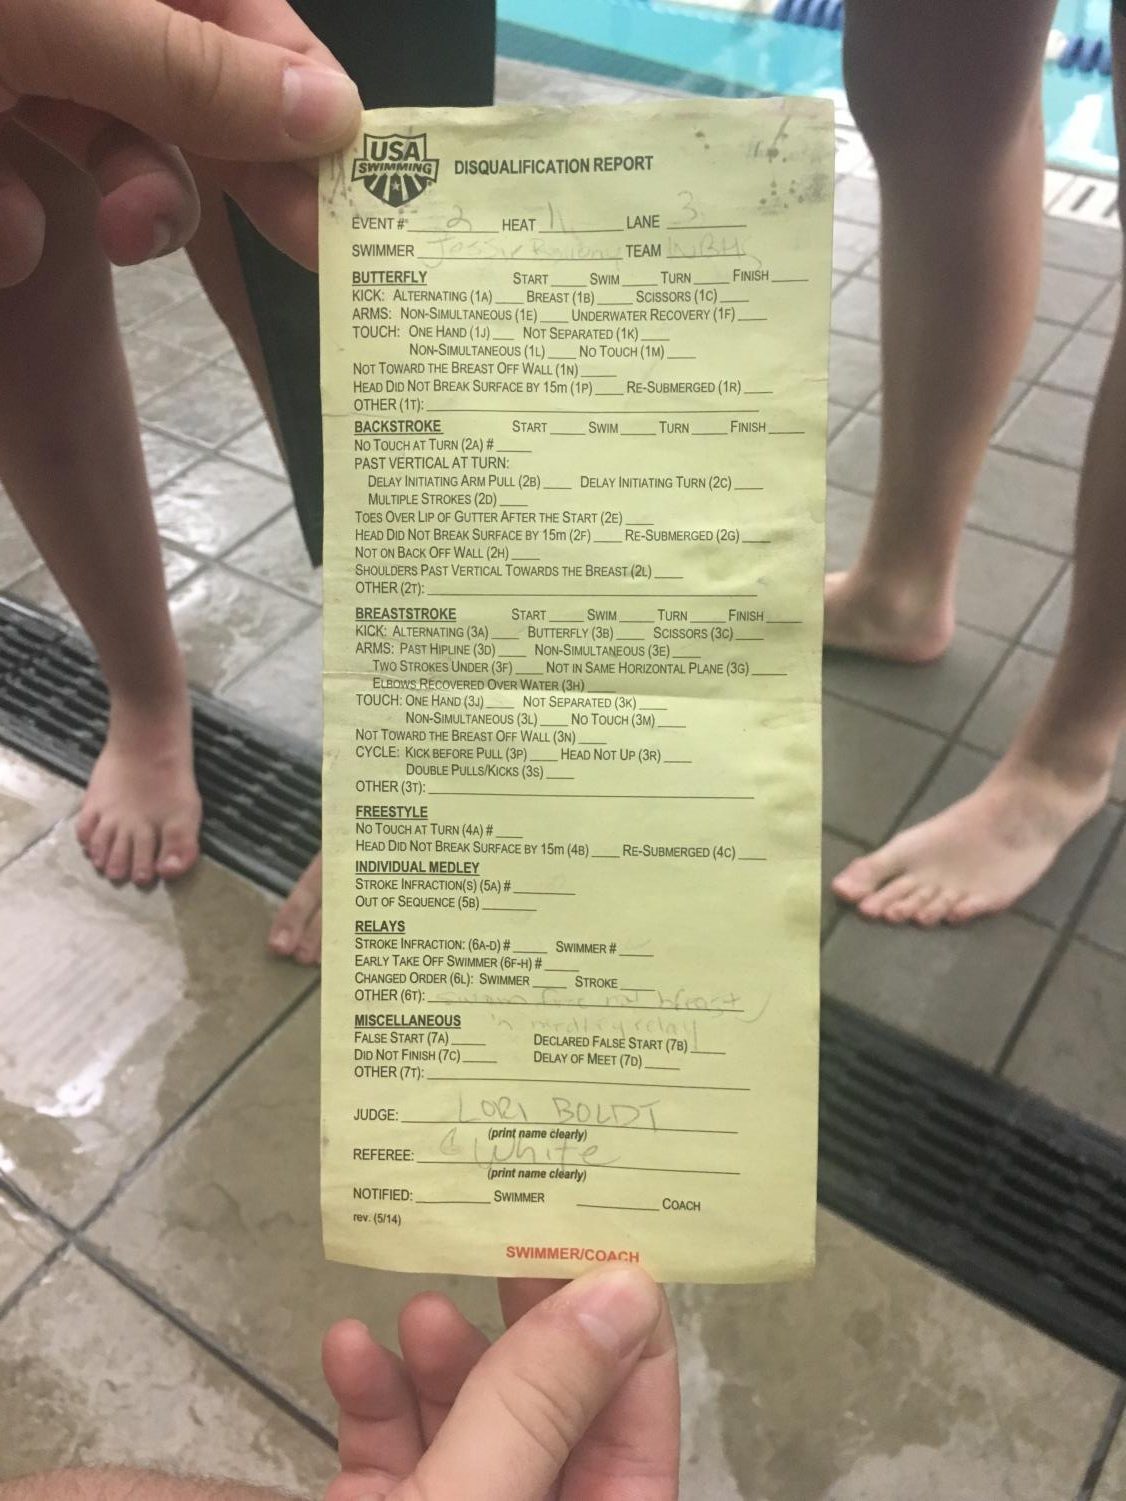 USA
SWIMMING
DISQUALIFICATION REPORT
EVENT # 2 HEAT 1 LANE 3
SWIMMER Jessie TEAM WBHS
BUTTERFLY START SWIM TURN FINISH
KICK: ALTERNATING (1A) BREAST (1B) SCISSORS (1C)
ARMS: NON-SIMULTANEOUS (1E) UNDERWATER RECOVERY (1F)
TOUCH: ONE HAND (1J) NOT SEPARATED (1K)
NON-SIMULTANEOUS (1L) NO TOUCH (1M)
NOT TOWARD THE BREAST OFF WALL (1N)
HEAD DID NOT BREAK SURFACE BY 15m (1P) RE-SUBMERGED (1R)
OTHER (1T):
BACKSTROKE START SWIM TURN FINISH
NO TOUCH AT TURN (2A) #
PAST VERTICAL AT TURN:
DELAY INITIATING ARM PULL (2B) DELAY INITIATING TURN (2C)
MULTIPLE STROKES (2D)
TOES OVER LIP OF GUTTER AFTER THE START (2E)
HEAD DID NOT BREAK SURFACE BY 15m (2F) RE-SUBMERGED (2G)
NOT ON BACK OFF WALL (2H)
SHOULDERS PAST VERTICAL TOWARDS THE BREAST (2L)
OTHER (2T):
BREASTSTROKE START SWIM TURN FINISH
KICK: ALTERNATING (3A) BUTTERFLY (3B) SCISSORS (3C)
ARMS: PAST HIPLINE (3D) NON-SIMULTANEOUS (3E)
TWO STROKES UNDER (3F) NOT IN SAME HORIZONTAL PLANE (3G)
ELBOWS RECOVERED OVER WATER (3H)
TOUCH: ONE HAND (3J) NOT SEPARATED (3K)
NON-SIMULTANEOUS (3L) NO TOUCH (3M)
NOT TOWARD THE BREAST OFF WALL (3N)
CYCLE: KICK BEFORE PULL (3P) HEAD NOT UP (3R)
DOUBLE PULLS/KICKS (3S)
OTHER (3T):
FREESTYLE
NO TOUCH AT TURN (4A) #
HEAD DID NOT BREAK SURFACE BY 15m (4B) RE-SUBMERGED (4C)
INDIVIDUAL MEDLEY
STROKE INFRACTION(S) (5A) #
OUT OF SEQUENCE (5B)
RELAYS
STROKE INFRACTION: (6A-D) # SWIMMER #
EARLY TAKE OFF SWIMMER (6F-H) #
CHANGED ORDER (6L): SWIMMER STROKE
OTHER (6T): swam free not breast
in medley relay
MISCELLANEOUS
FALSE START (7A) DECLARED FALSE START (7B)
DID NOT FINISH (7C) DELAY OF MEET (7D)
OTHER (7T):
JUDGE: LORI BOLDT
(print name clearly)
REFEREE: G White
(print name clearly)
NOTIFIED: SWIMMER COACH
rev. (5/14)
SWIMMER/COACH